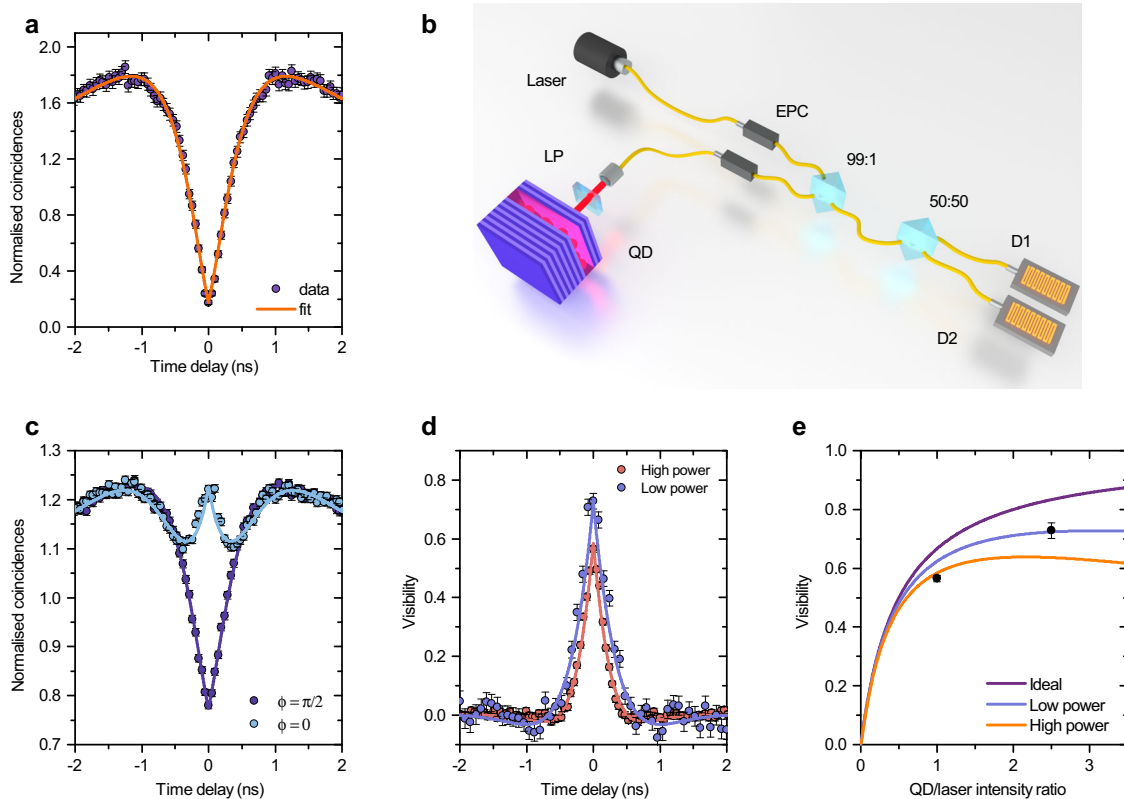 a
2.0
1.6
1.2
0.8
0.4
0.0
Normalised coincidences
data
fit
-2 -1 0 1 2
Time delay (ns)
b
Laser
EPC
LP
99:1
50:50
QD
D1
D2
c
1.3
1.2
1.1
1.0
0.9
0.8
0.7
Normalised coincidences
ϕ = π/2
ϕ = 0
-2 -1 0 1 2
Time delay (ns)
d
0.8
0.6
0.4
0.2
0.0
Visibility
High power
Low power
-2 -1 0 1 2
Time delay (ns)
e
1.0
0.8
0.6
0.4
0.2
0.0
Visibility
Ideal
Low power
High power
0 1 2 3
QD/laser intensity ratio